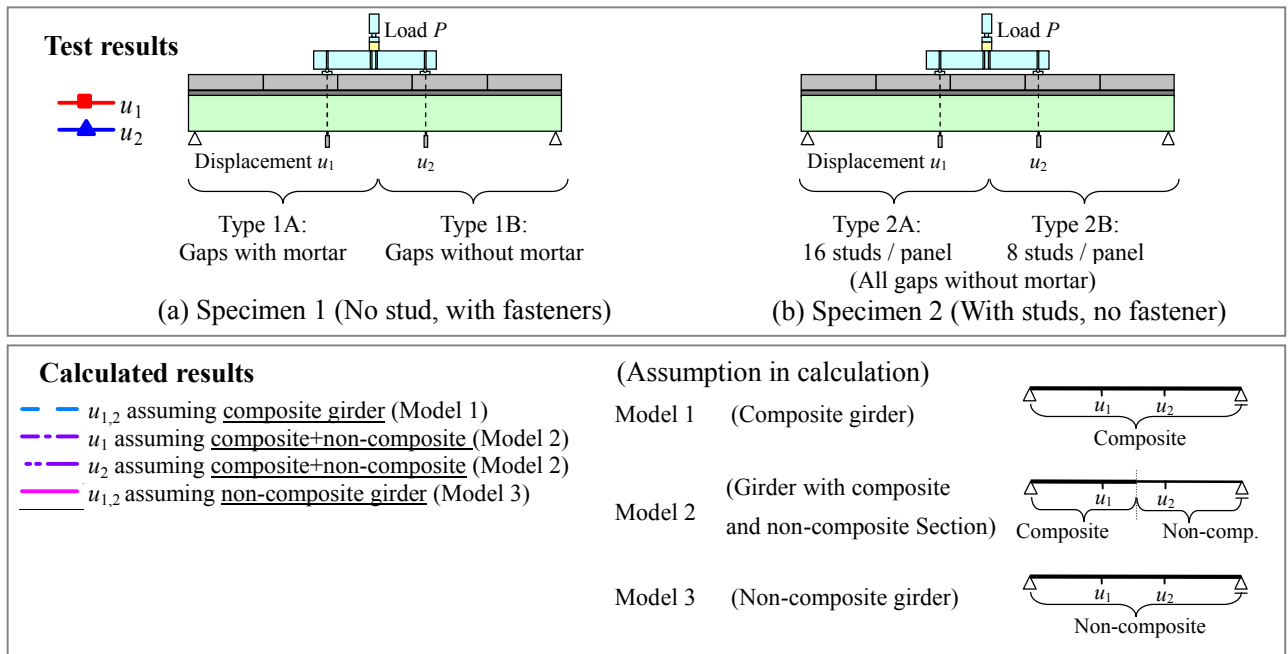 Test results
u1
u2
Load P
Displacement u1
u2
Type 1A:
Gaps with mortar
Type 1B:
Gaps without mortar
(a) Specimen 1 (No stud, with fasteners)
Load P
Displacement u1
u2
Type 2A:
16 studs / panel
Type 2B:
8 studs / panel
(All gaps without mortar)
(b) Specimen 2 (With studs, no fastener)
Calculated results
u1,2 assuming composite girder (Model 1)
u1 assuming composite+non-composite (Model 2)
u2 assuming composite+non-composite (Model 2)
u1,2 assuming non-composite girder (Model 3)
(Assumption in calculation)
Model 1 (Composite girder)
u1 u2
Composite
Model 2 (Girder with composite
and non-composite Section)
u1 u2
Composite Non-comp.
Model 3 (Non-composite girder)
u1 u2
Non-composite